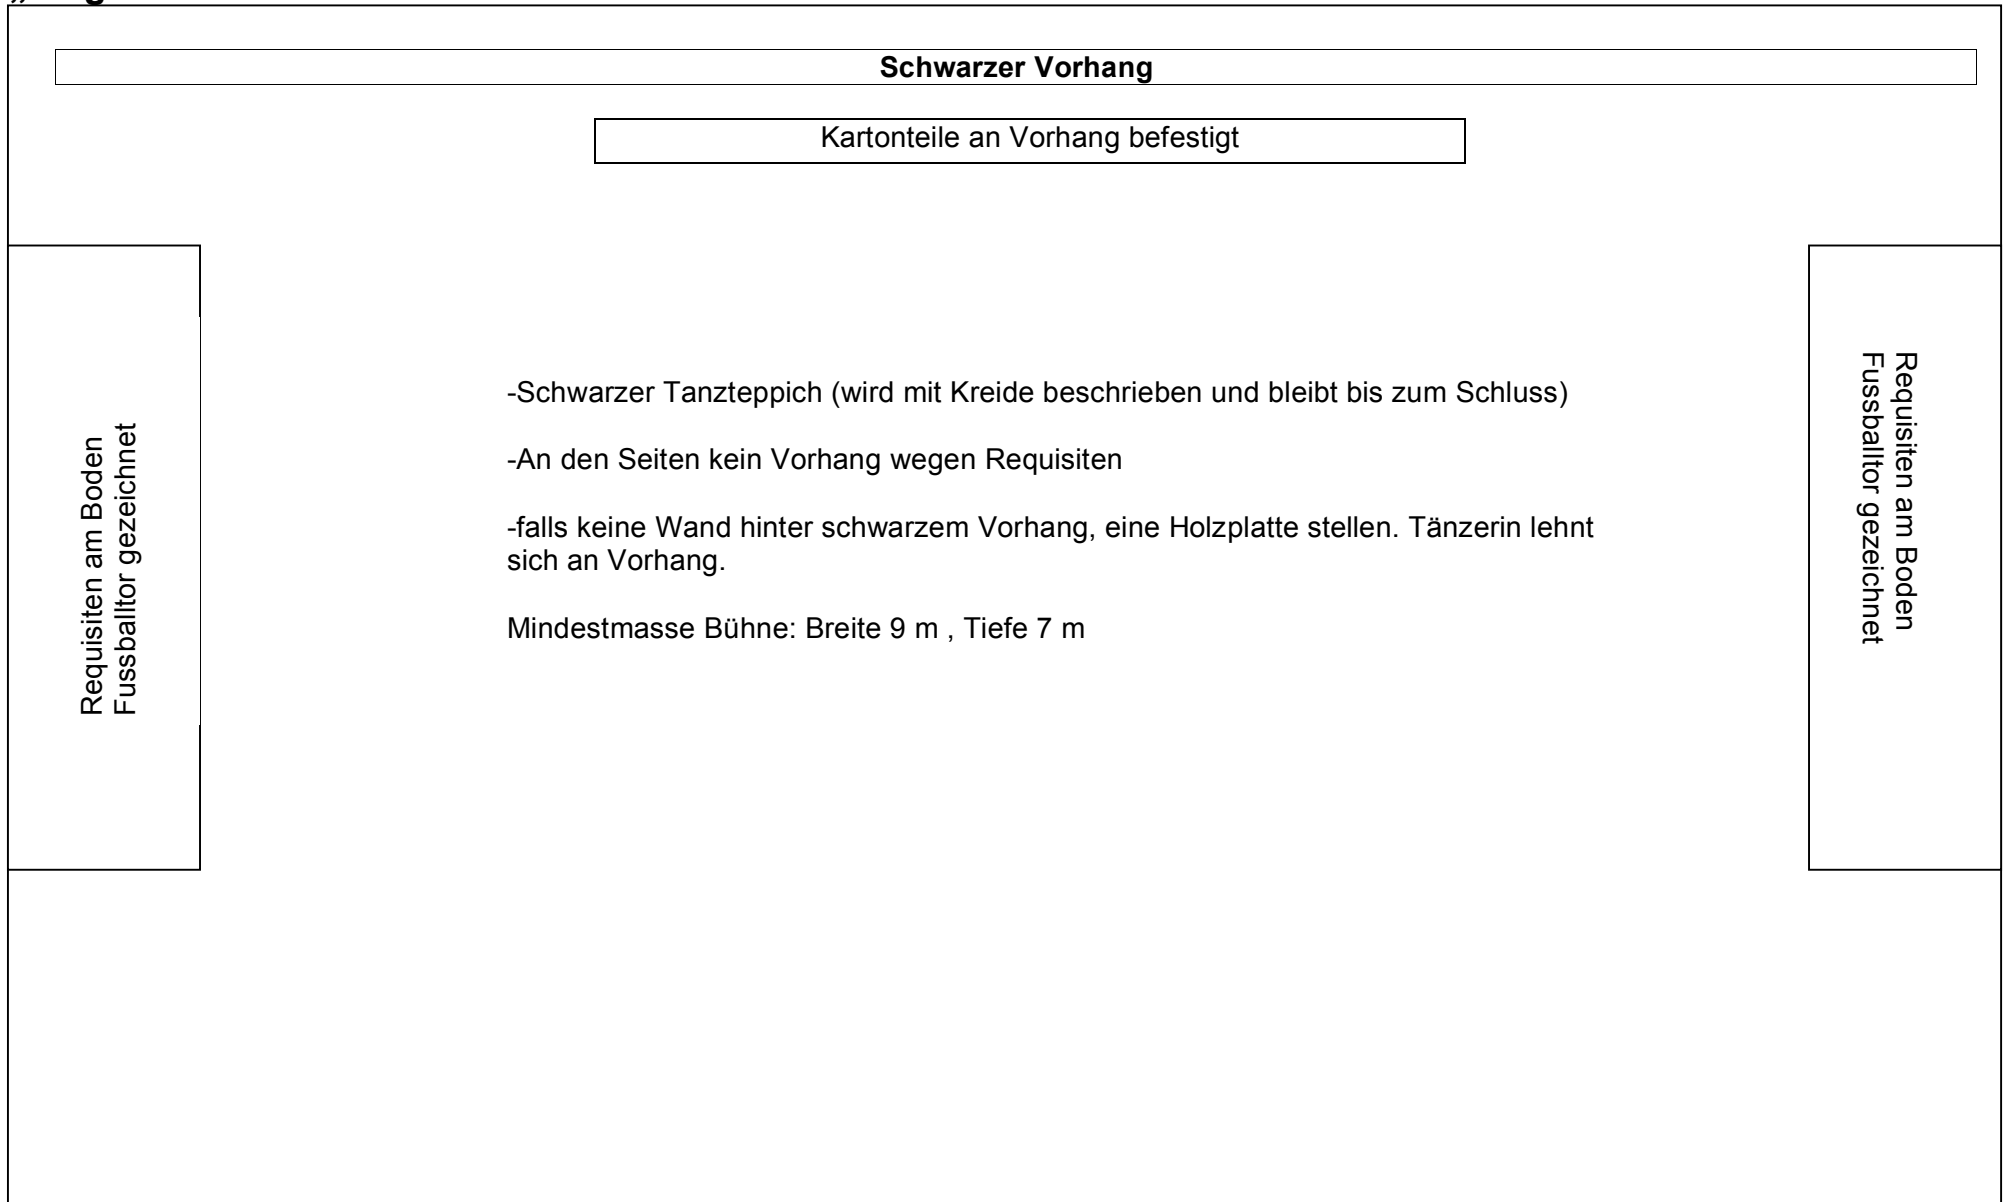 Schwarzer Vorhang
Kartonteile an Vorhang befestigt
Requisiten am Boden
Fussballtor gezeichnet
-Schwarzer Tanzteppich (wird mit Kreide beschrieben und bleibt bis zum Schluss)
-An den Seiten kein Vorhang wegen Requisiten
-falls keine Wand hinter schwarzem Vorhang, eine Holzplatte stellen. Tänzerin lehnt
sich an Vorhang.
Mindestmasse Bühne: Breite 9 m , Tiefe 7 m
Requisiten am Boden
Fussballtor gezeichnet